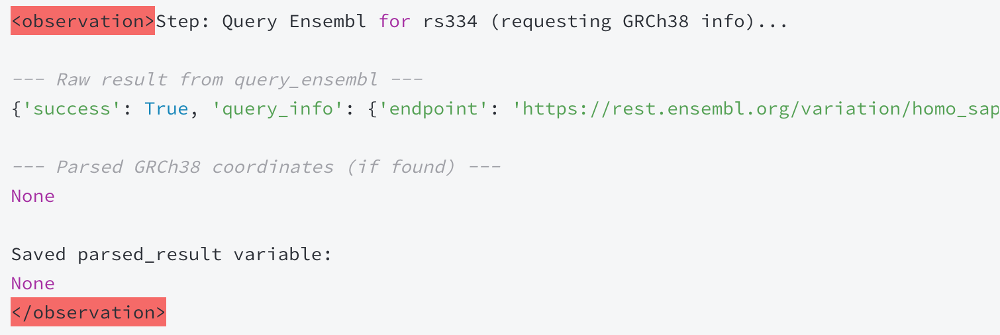 <observation>Step: Query Ensembl for rs334 (requesting GRCh38 info)...
--- Raw result from query_ensembl ---
{'success': True, 'query_info': {'endpoint': 'https://rest.ensembl.org/variation/homo_sap
--- Parsed GRCh38 coordinates (if found) ---
None
Saved parsed_result variable:
None
</observation>